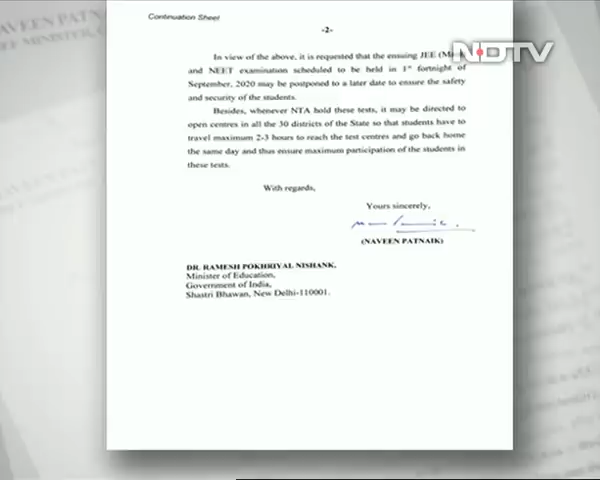 Continuation Sheet
-2-
In view of the above, it is requested that the ensuing JEE
and NEET examination scheduled to be held in 1st fortnight of
September, 2020 may be postponed to a later date to ensure the safety
and security of the students.
Besides, whenever NTA hold these tests, it may be directed to
open centres in all the 30 districts of the State so that students have to
travel maximum 2-3 hours to reach the test centres and go back home
the same day and thus ensure maximum participation of the students in
these tests.
With regards,
Yours sincerely,
(NAVEEN PATNAIK)
DR. RAMESH POKHRIYAL NISHANK,
Minister of Education,
Government of India,
Shastri Bhawan, New Delhi-110001.
NDTV
AVEEN PATNA
EF MINISTER,